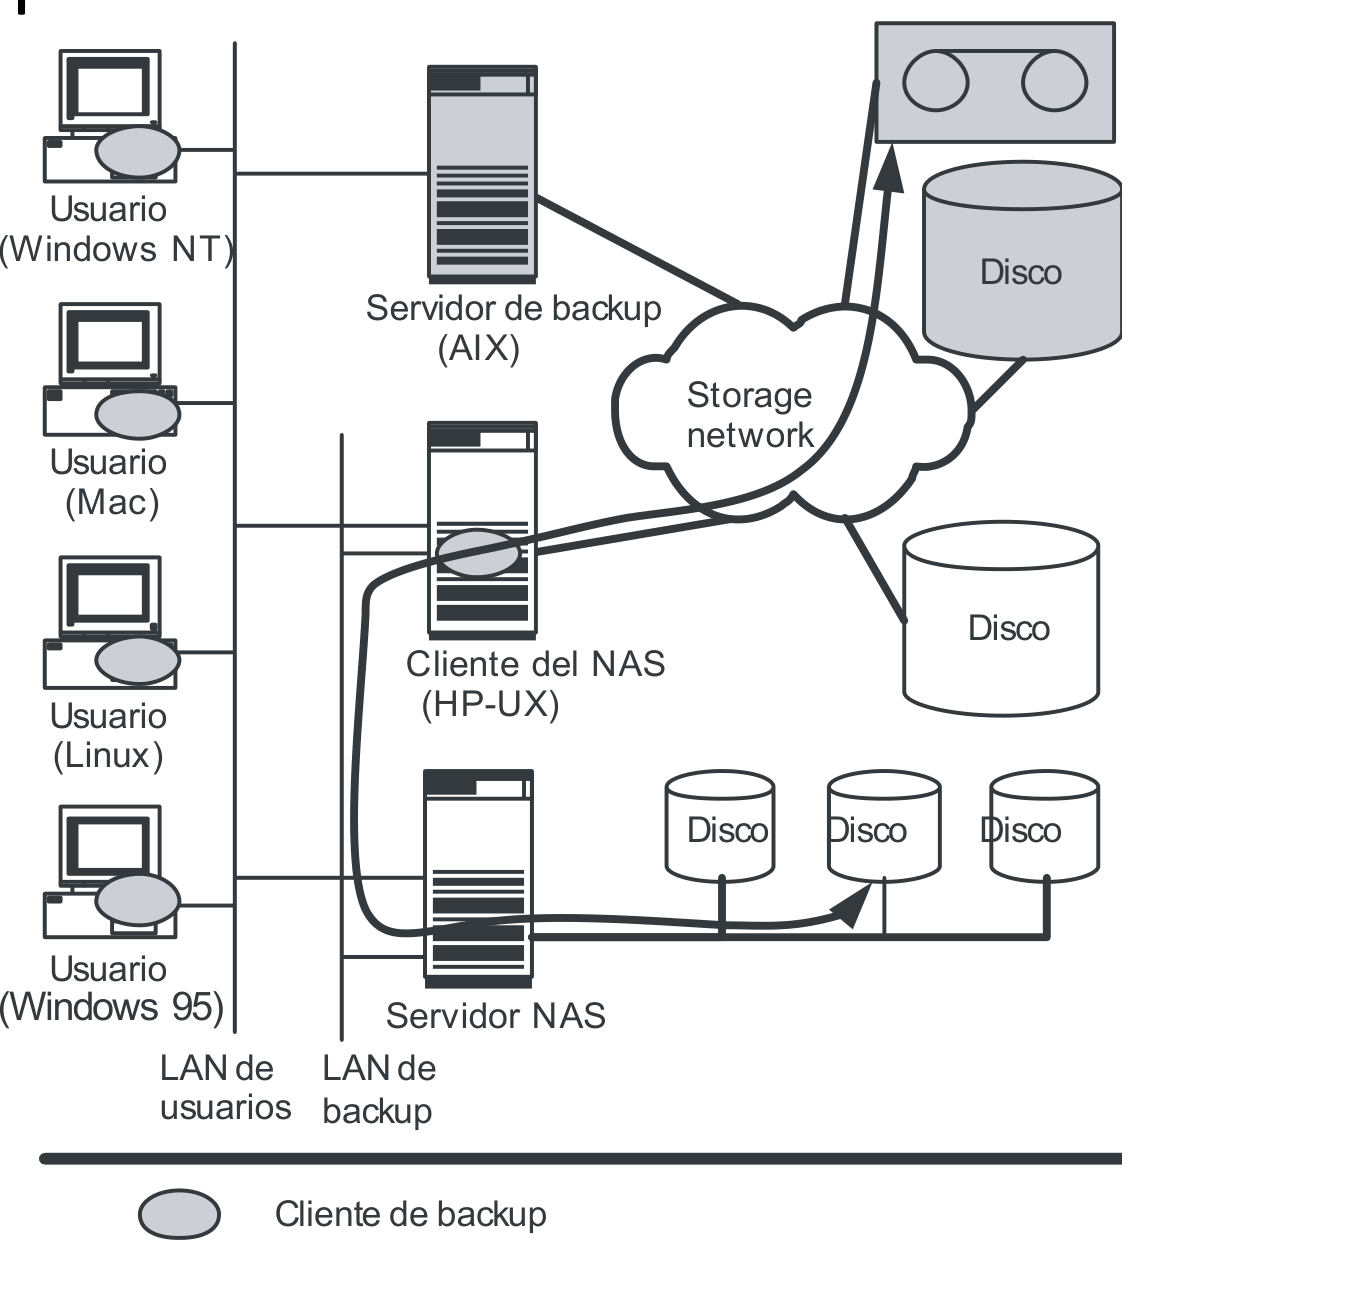 Usuario
(Windows NT)
Servidor de backup
(AIX)
Disco
Usuario
(Mac)
Storage
network
Cliente del NAS
(HP-UX)
Disco
Usuario
(Linux)
Disco
Disco
Disco
Usuario
(Windows 95)
Servidor NAS
LAN de
usuarios
LAN de
backup
Cliente de backup